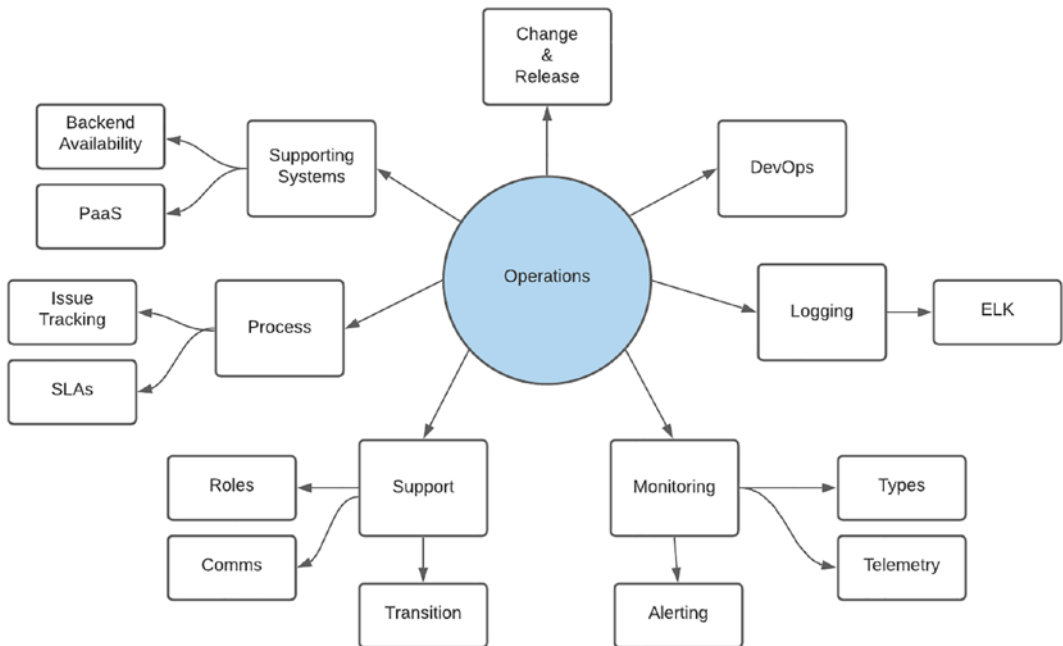 Change
&
Release
Backend
Availability
Supporting
Systems
DevOps
PaaS
Operations
Issue
Tracking
Process
Logging
ELK
SLAs
Roles
Support
Monitoring
Types
Comms
Telemetry
Transition
Alerting